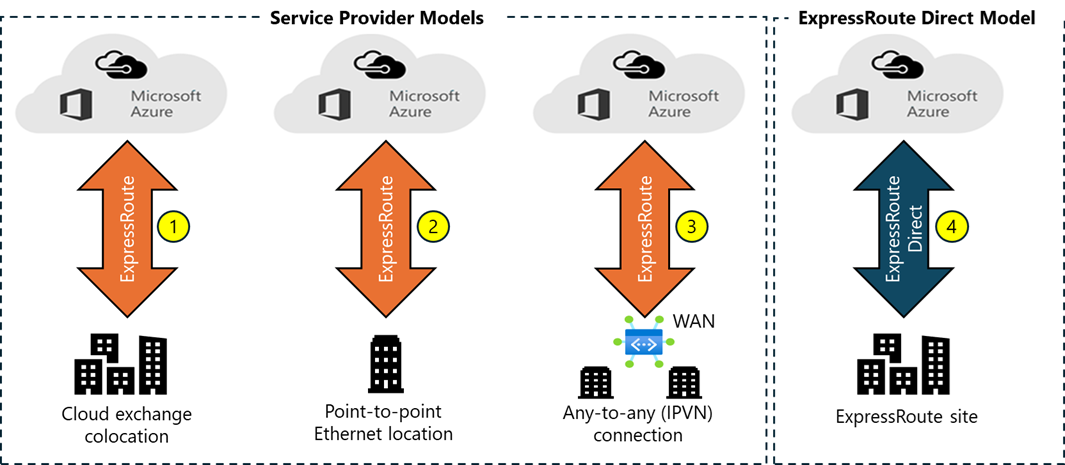 Service Provider Models
ExpressRoute Direct Model
Microsoft
Azure
Microsoft
Azure
Microsoft
Azure
Microsoft
Azure
ExpressRoute
1
ExpressRoute
2
ExpressRoute
3
ExpressRoute
Direct
4
WAN
Cloud exchange
colocation
Point-to-point
Ethernet location
Any-to-any (IPVN)
connection
ExpressRoute site